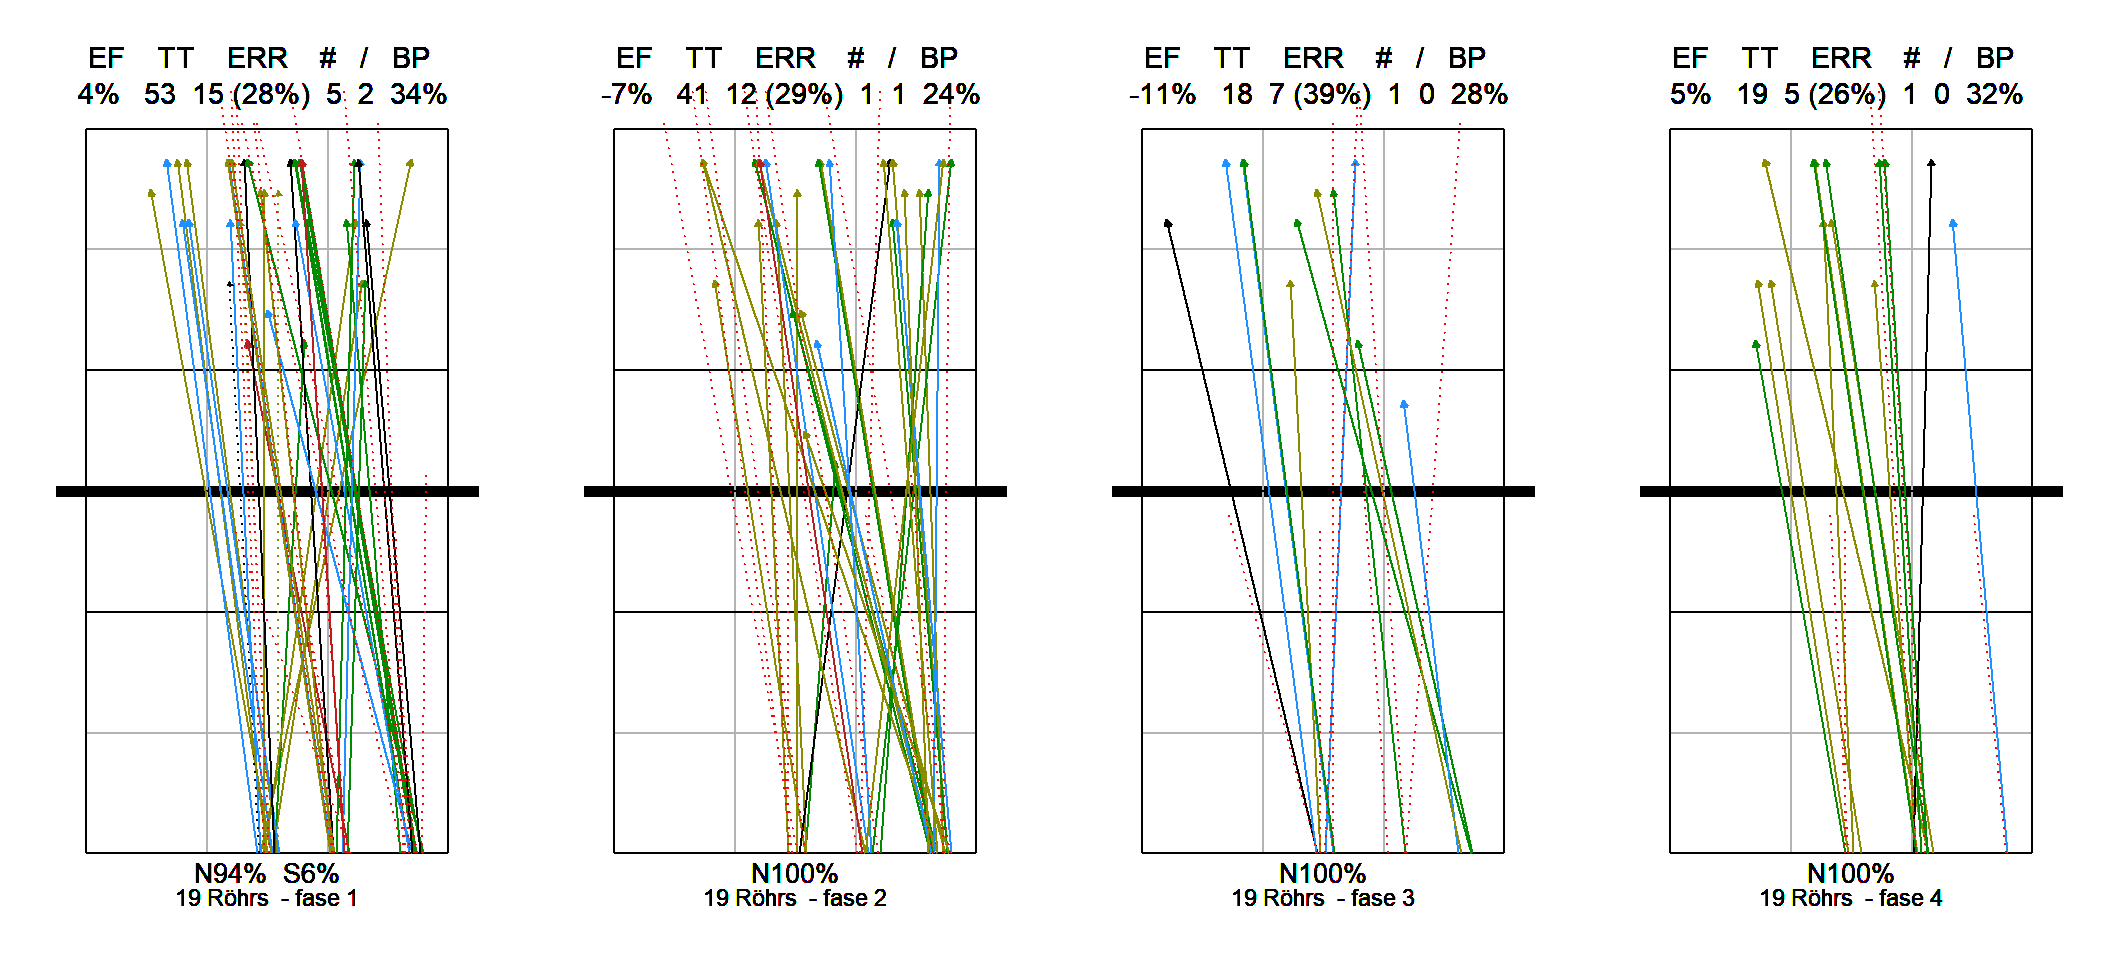 EF TT ERR # / BP
4% 53 15 (28%) 5 2 34%
N94% S6%
19 Röhrs - fase 1
EF TT ERR # / BP
-7% 41 12 (29%) 1 1 24%
N100%
19 Röhrs - fase 2
EF TT ERR # / BP
-11% 18 7 (39%) 1 0 28%
N100%
19 Röhrs - fase 3
EF TT ERR # / BP
5% 19 5 (26%) 1 0 32%
N100%
19 Röhrs - fase 4